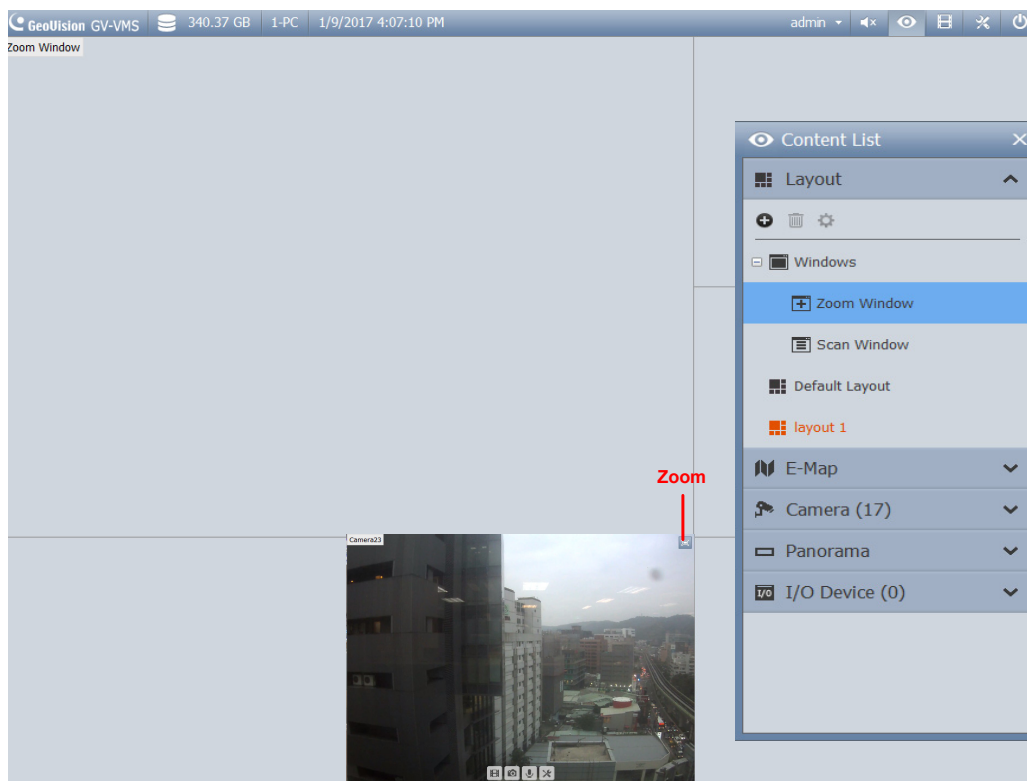 GeoVision GV-VMS 340.37 GB 1-PC 1/9/2017 4:07:10 PM admin
Zoom Window
Content List
Layout
Windows
Zoom Window
Scan Window
Default Layout
layout 1
E-Map
Camera (17)
Panorama
I/O I/O Device (0)
Zoom
Camera23